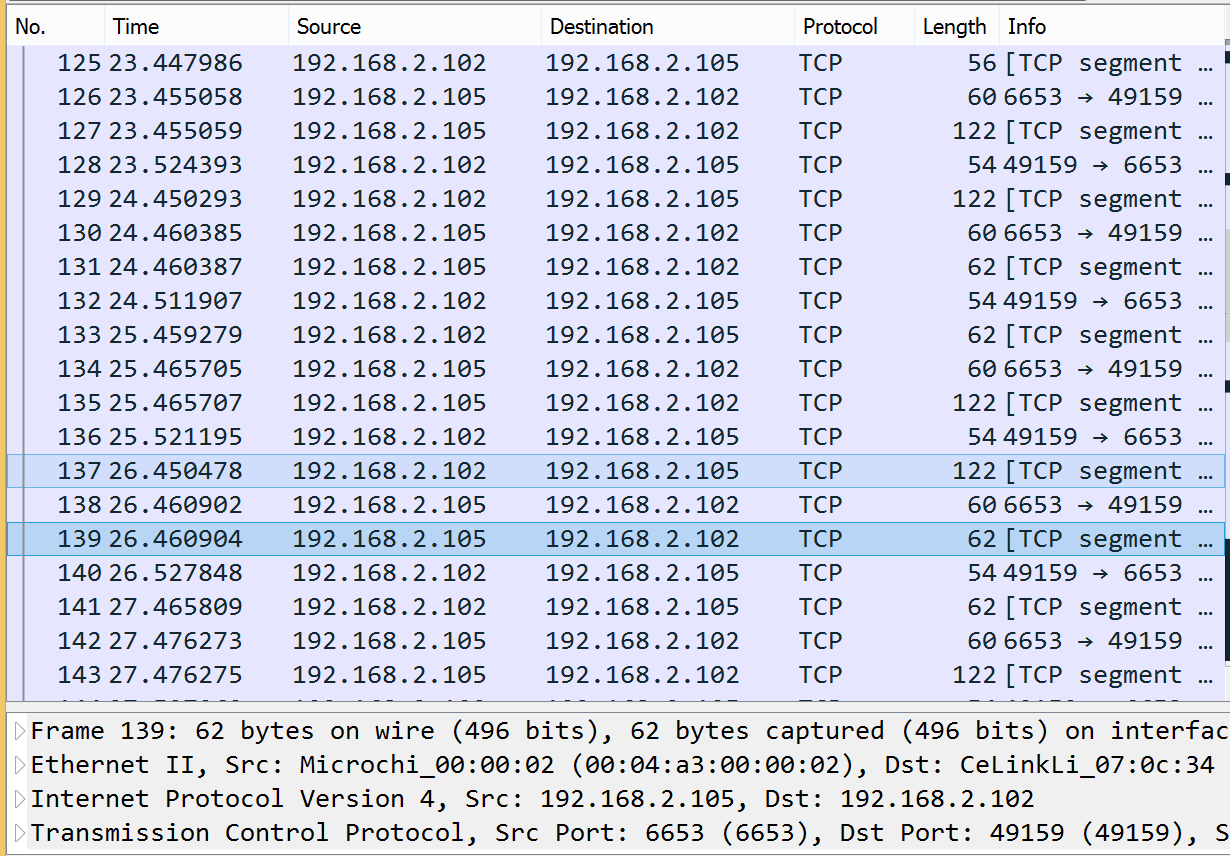 No. Time Source Destination Protocol Length Info
125 23.447986 192.168.2.102 192.168.2.105 TCP 56 [TCP segment …
126 23.455058 192.168.2.105 192.168.2.102 TCP 60 6653 → 49159 …
127 23.455059 192.168.2.105 192.168.2.102 TCP 122 [TCP segment …
128 23.524393 192.168.2.102 192.168.2.105 TCP 54 49159 → 6653 …
129 24.450293 192.168.2.102 192.168.2.105 TCP 122 [TCP segment …
130 24.460385 192.168.2.105 192.168.2.102 TCP 60 6653 → 49159 …
131 24.460387 192.168.2.105 192.168.2.102 TCP 62 [TCP segment …
132 24.511907 192.168.2.102 192.168.2.105 TCP 54 49159 → 6653 …
133 25.459279 192.168.2.102 192.168.2.105 TCP 62 [TCP segment …
134 25.465705 192.168.2.105 192.168.2.102 TCP 60 6653 → 49159 …
135 25.465707 192.168.2.105 192.168.2.102 TCP 122 [TCP segment …
136 25.521195 192.168.2.102 192.168.2.105 TCP 54 49159 → 6653 …
137 26.450478 192.168.2.102 192.168.2.105 TCP 122 [TCP segment …
138 26.460902 192.168.2.105 192.168.2.102 TCP 60 6653 → 49159 …
139 26.460904 192.168.2.105 192.168.2.102 TCP 62 [TCP segment …
140 26.527848 192.168.2.102 192.168.2.105 TCP 54 49159 → 6653 …
141 27.465809 192.168.2.102 192.168.2.105 TCP 62 [TCP segment …
142 27.476273 192.168.2.105 192.168.2.102 TCP 60 6653 → 49159 …
143 27.476275 192.168.2.105 192.168.2.102 TCP 122 [TCP segment …
Frame 139: 62 bytes on wire (496 bits), 62 bytes captured (496 bits) on interfac
Ethernet II, Src: Microchi_00:00:02 (00:04:a3:00:00:02), Dst: CeLinkLi_07:0c:34
Internet Protocol Version 4, Src: 192.168.2.105, Dst: 192.168.2.102
Transmission Control Protocol, Src Port: 6653 (6653), Dst Port: 49159 (49159), S